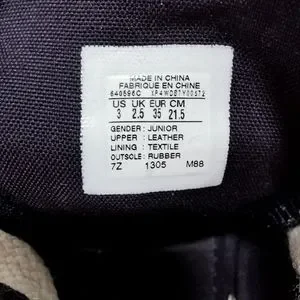 MADE IN CHINA
FABRIQUE EN CHINE
US UK EUR CM
3 2.5 35 21.5
GENDER : JUNIOR
UPPER : LEATHER
LINING : TEXTILE
OUTSOLE : RUBBER
7Z 1305 M88